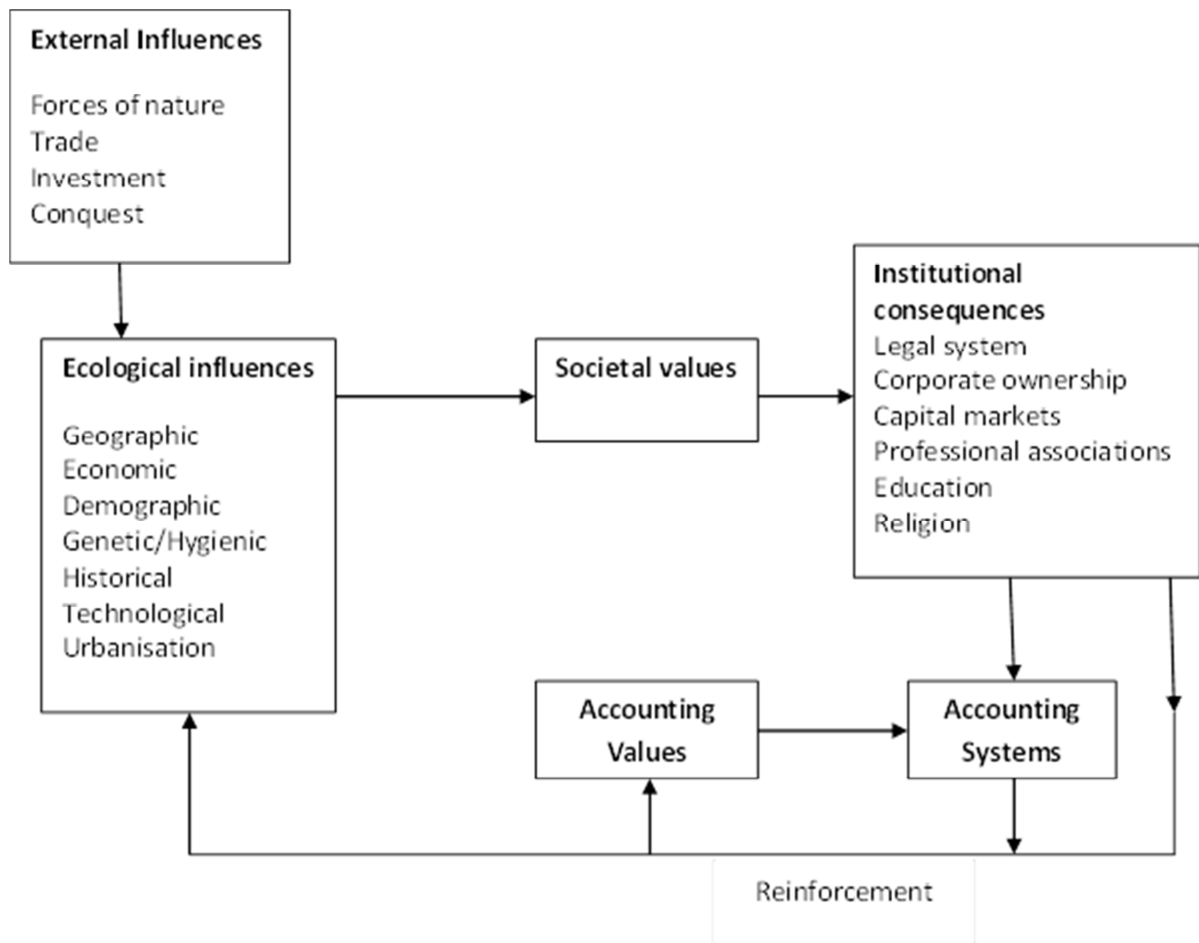 External Influences
Forces of nature
Trade
Investment
Conquest
Ecological influences
Geographic
Economic
Demographic
Genetic/Hygienic
Historical
Technological
Urbanisation
Societal values
Institutional
consequences
Legal system
Corporate ownership
Capital markets
Professional associations
Education
Religion
Accounting
Values
Accounting
Systems
Reinforcement